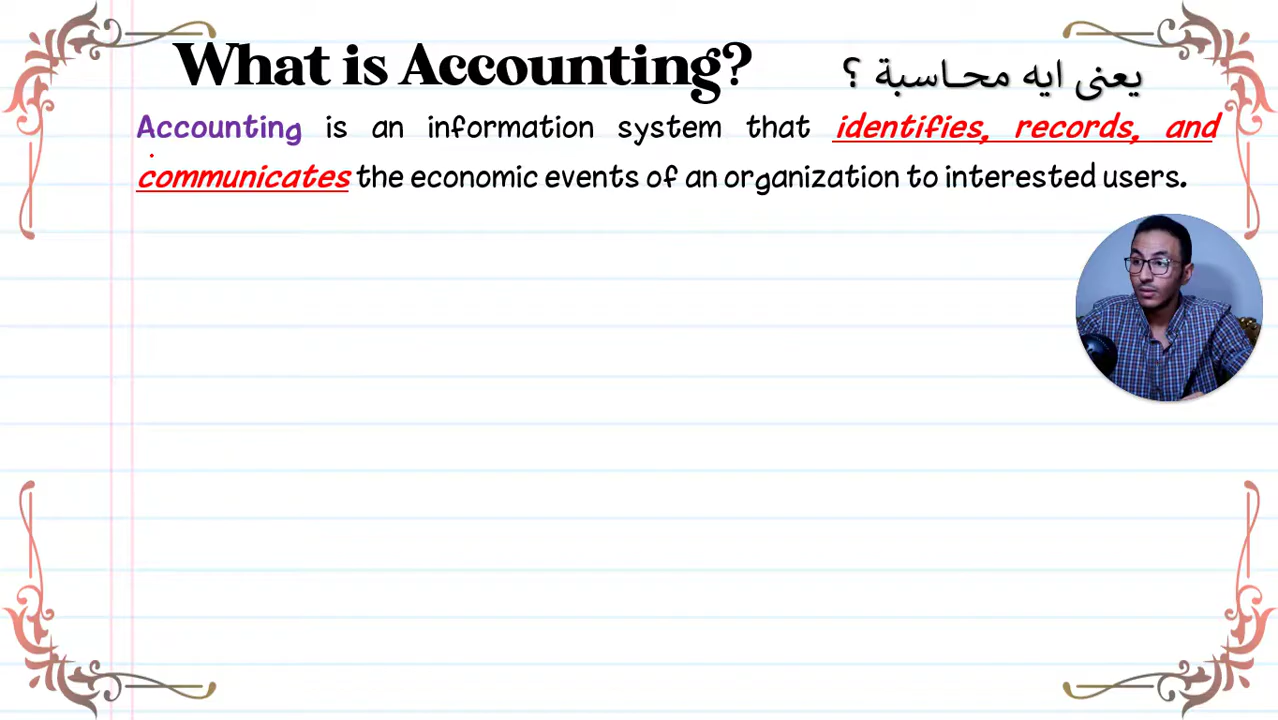 What is Accounting?
يعنى ايه محاسبة ؟
Accounting is an information system that identifies, records, and
communicates the economic events of an organization to interested users.